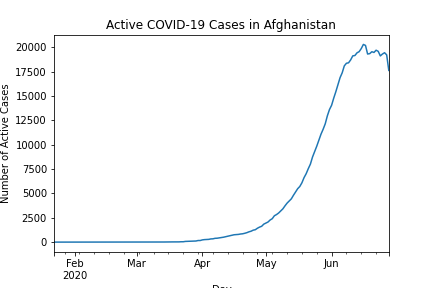 Active COVID-19 Cases in Afghanistan
Number of Active Cases
20000
17500
15000
12500
10000
7500
5000
2500
0
Feb
2020
Mar
Apr
May
Jun